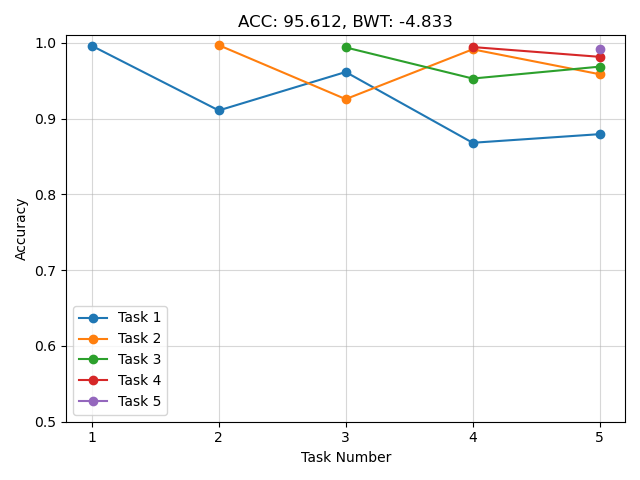 ACC: 95.612, BWT: -4.833
1.0
0.9
0.8
0.7
0.6
0.5
Accuracy
Task 1
Task 2
Task 3
Task 4
Task 5
1 2 3 4 5
Task Number